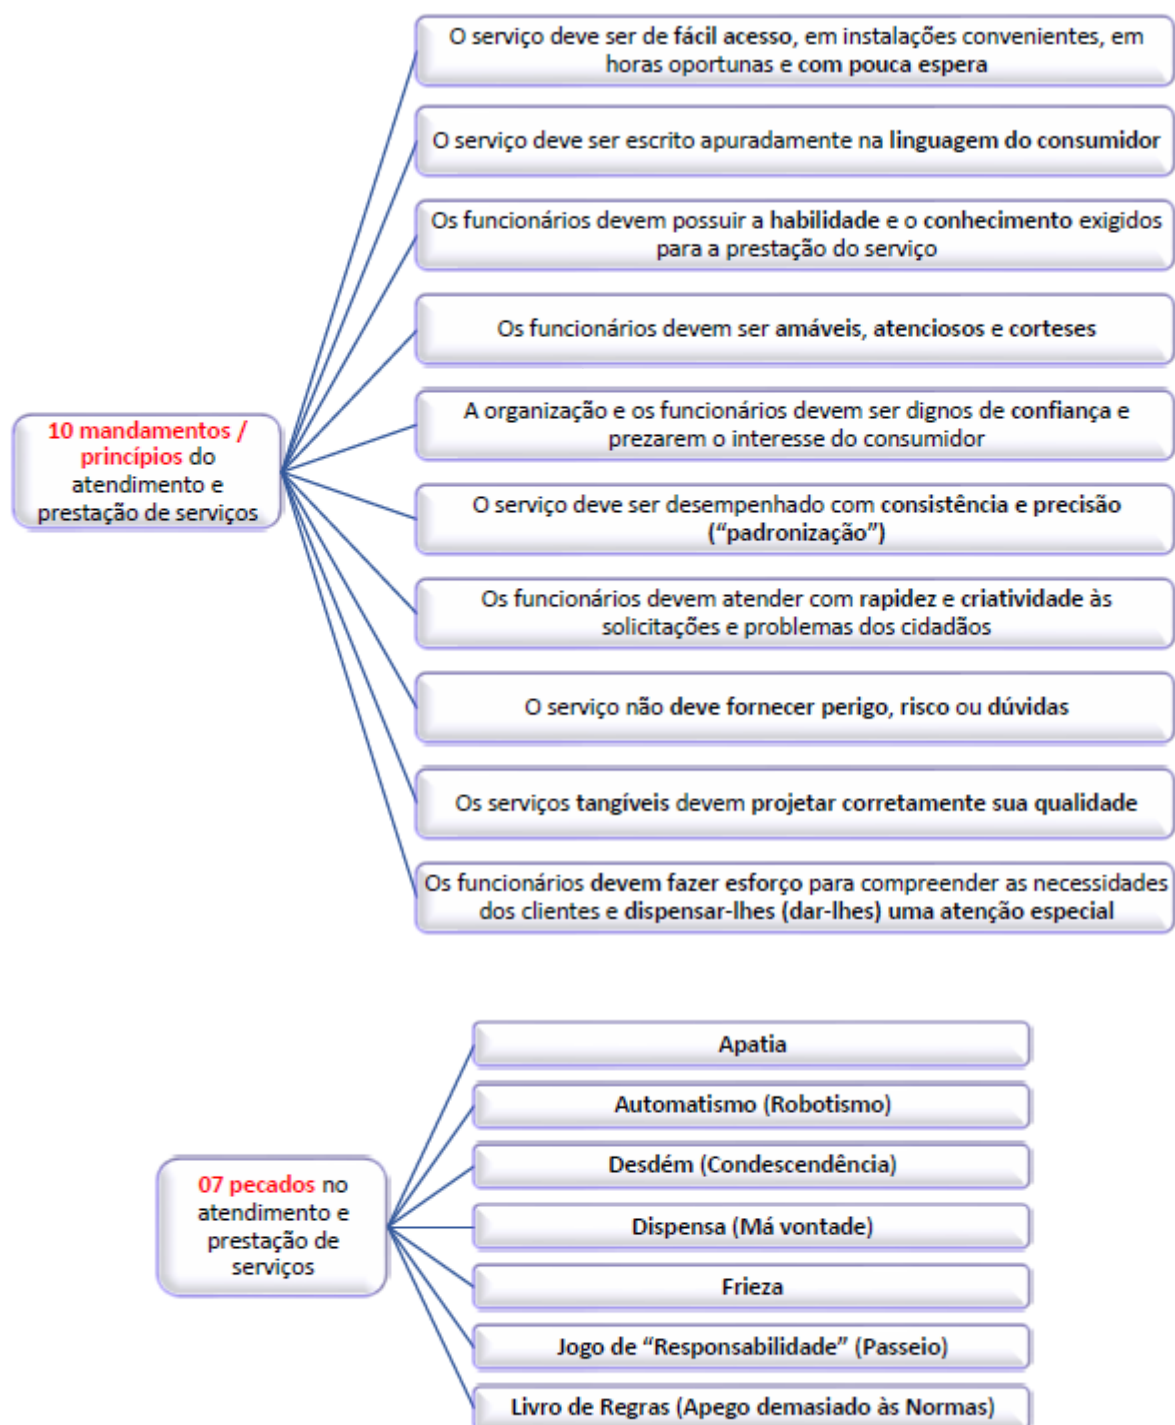 O serviço deve ser de fácil acesso, em instalações convenientes, em
horas oportunas e com pouca espera
O serviço deve ser escrito apuradamente na linguagem do consumidor
Os funcionários devem possuir a habilidade e o conhecimento exigidos
para a prestação do serviço
Os funcionários devem ser amáveis, atenciosos e corteses
A organização e os funcionários devem ser dignos de confiança e
prezarem o interesse do consumidor
10 mandamentos /
princípios do
atendimento e
prestação de serviços
O serviço deve ser desempenhado com consistência e precisão
(“padronização”)
Os funcionários devem atender com rapidez e criatividade às
solicitações e problemas dos cidadãos
O serviço não deve fornecer perigo, risco ou dúvidas
Os serviços tangíveis devem projetar corretamente sua qualidade
Os funcionários devem fazer esforço para compreender as necessidades
dos clientes e dispensar-lhes (dar-lhes) uma atenção especial
Apatia
Automatismo (Robotismo)
Desdém (Condescendência)
07 pecados no
atendimento e
prestação de
serviços
Dispensa (Má vontade)
Frieza
Jogo de “Responsabilidade” (Passeio)
Livro de Regras (Apego demasiado às Normas)